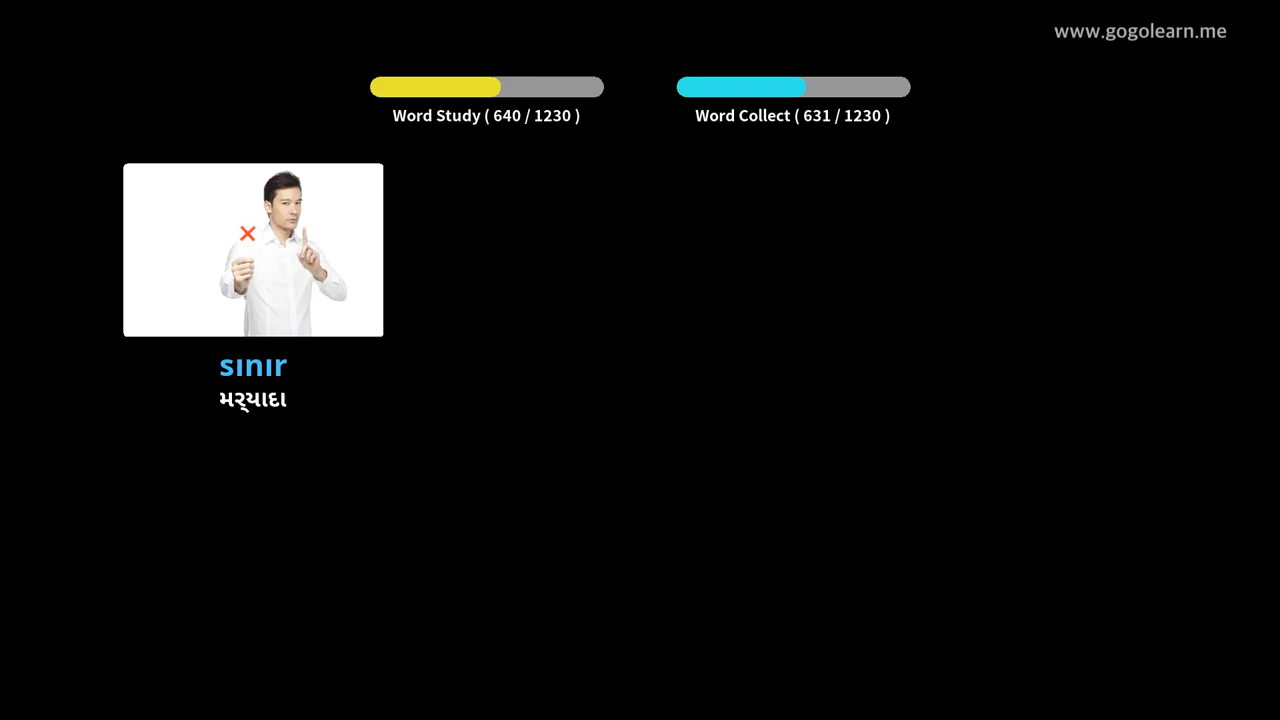 www.gogolearn.me
Word Study ( 640 / 1230 )
Word Collect ( 631 / 1230 )
sınır
મર્યાદા